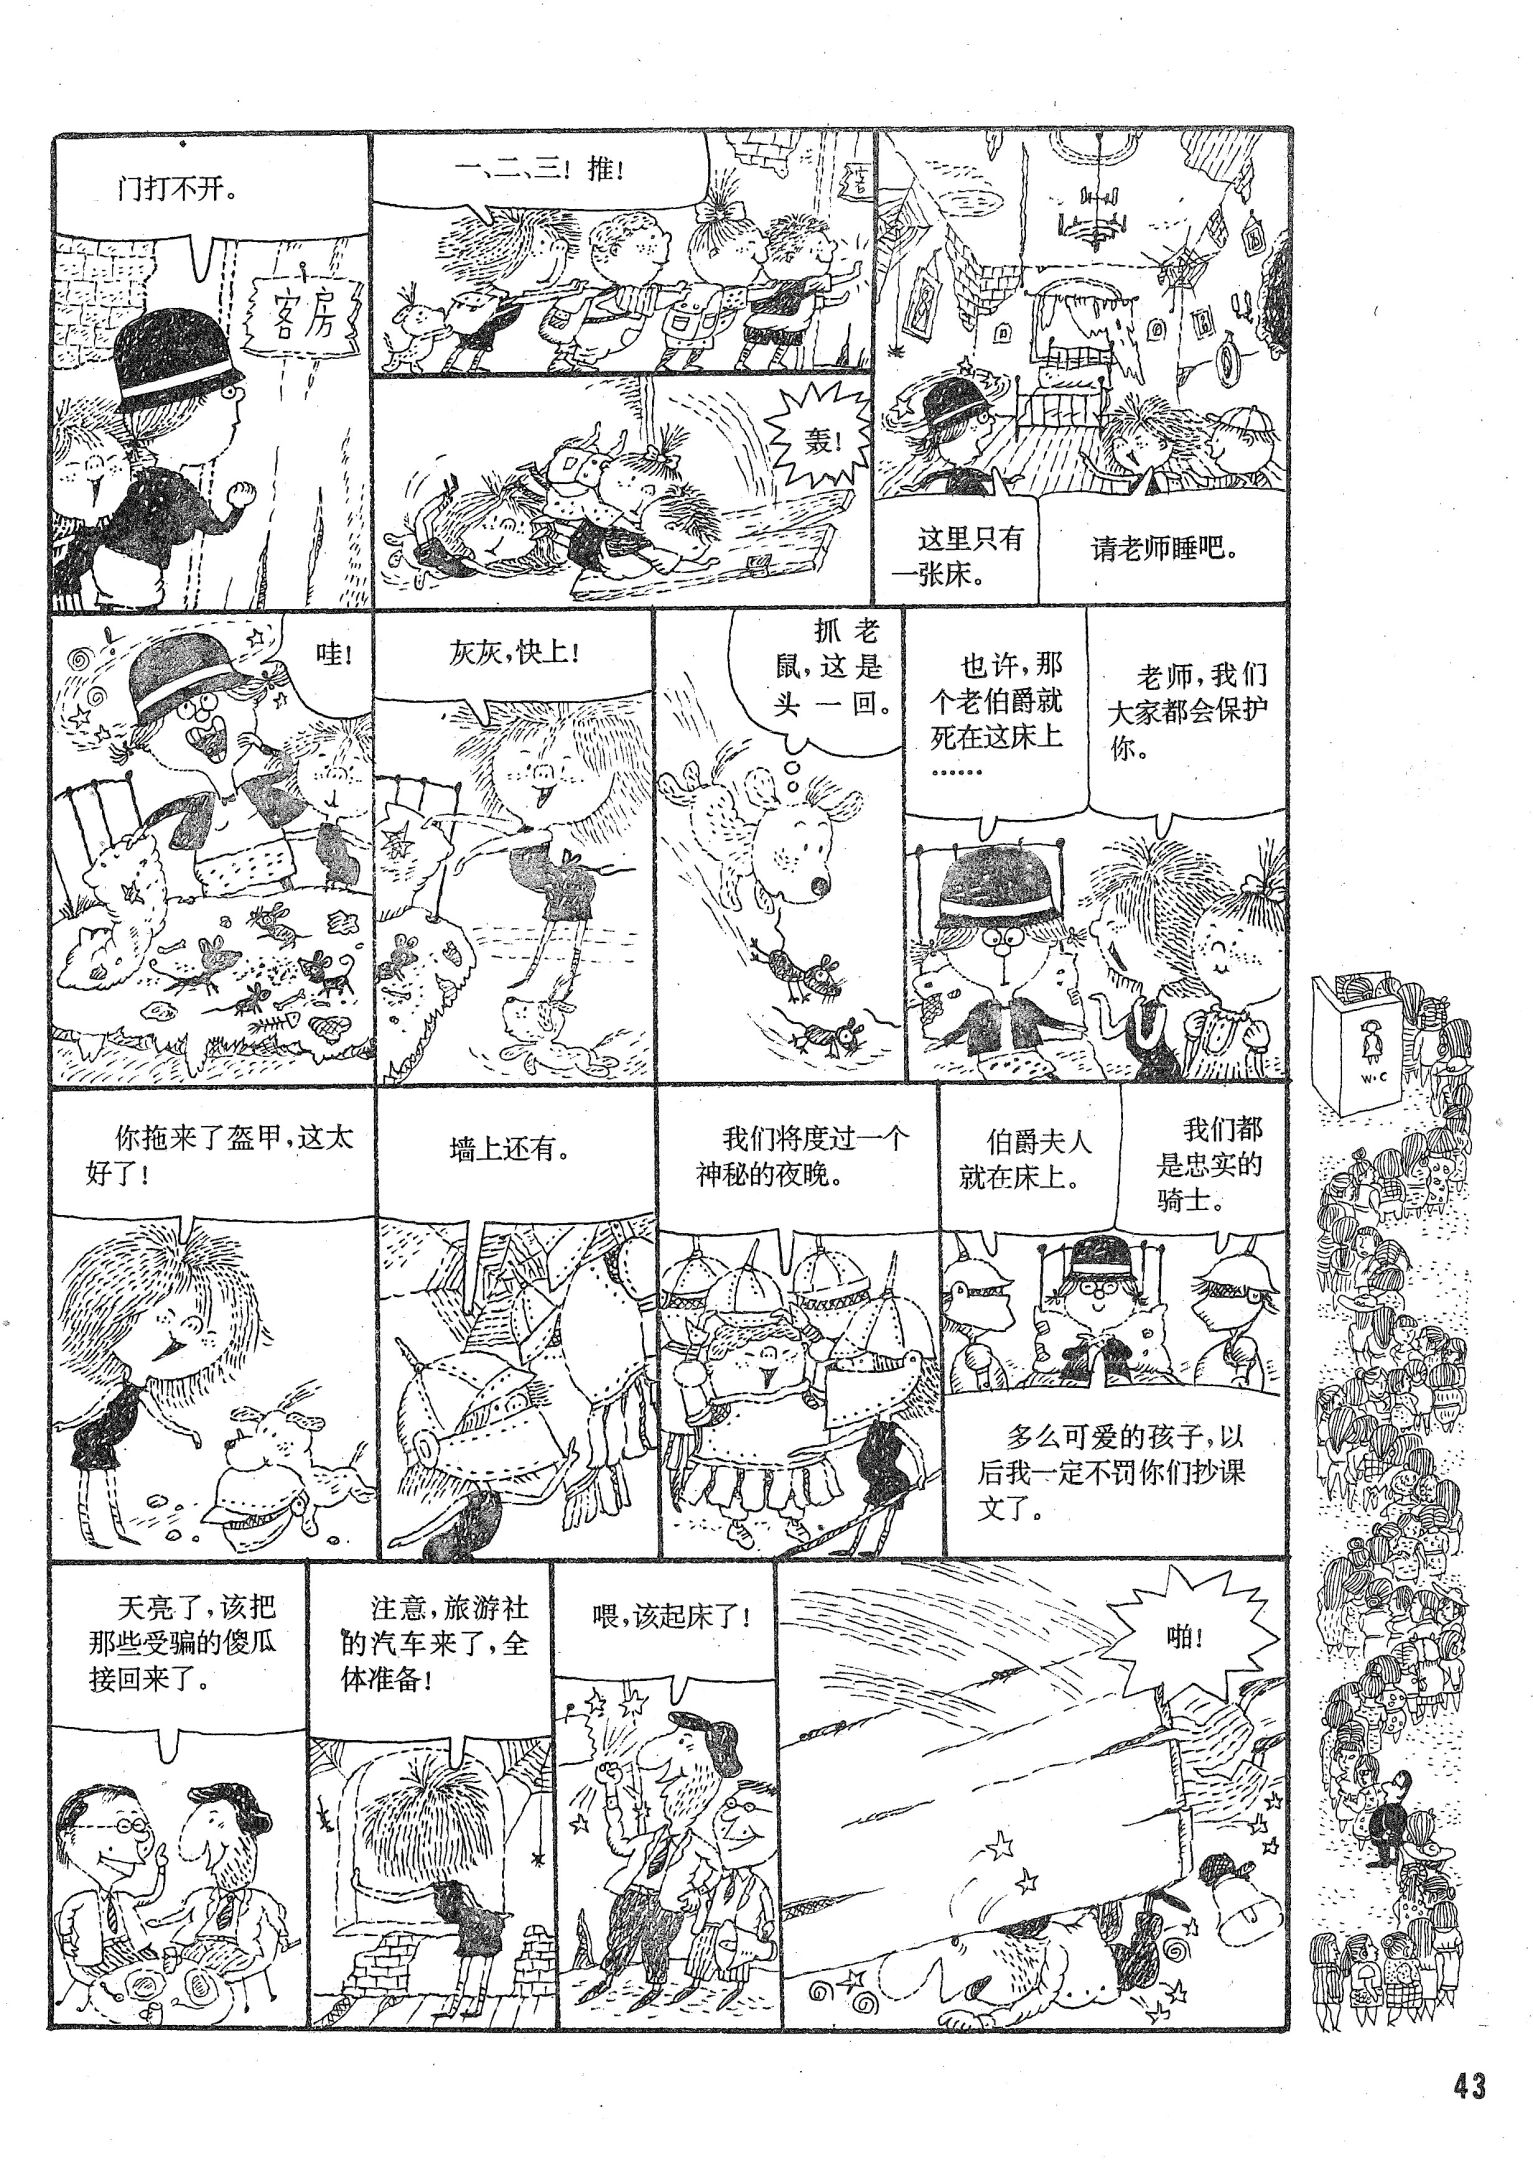 门打不开。
客房
一、二、三！推！
客
轰！
这里只有
一张床。
请老师睡吧。
哇！
灰灰，快上！
抓老
鼠，这是
头一回。
也许，那
个老伯爵就
死在这床上
……
老师，我们
大家都会保护
你。
你拖来了盔甲，这太
好了！
墙上还有。
我们将度过一个
神秘的夜晚。
伯爵夫人
就在床上。
我们都
是忠实的
骑士。
多么可爱的孩子，以
后我一定不罚你们抄课
文了。
天亮了，该把
那些受骗的傻瓜
接回来了。
注意，旅游社
的汽车来了，全
体准备！
喂，该起床了！
啪！
W·C
43